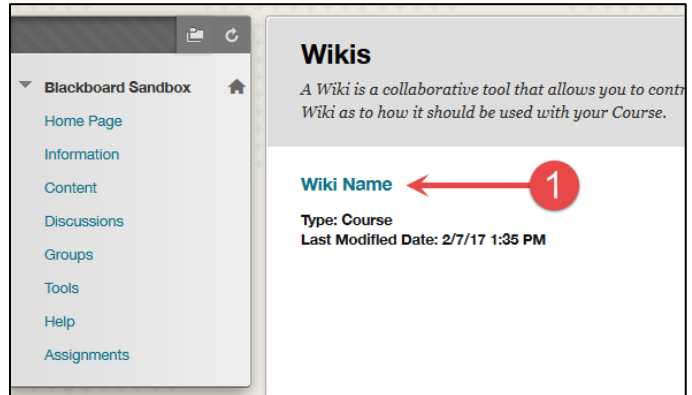 Blackboard Sandbox
Home Page
Information
Content
Discussions
Groups
Tools
Help
Assignments
Wikis
A Wiki is a collaborative tool that allows you to contr
Wiki as to how it should be used with your Course.
Wiki Name
1
Type: Course
Last Modified Date: 2/7/17 1:35 PM